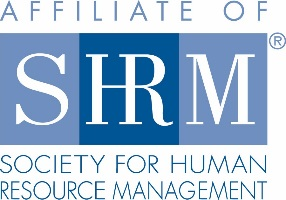 AFFILIATE OF
SHRM®
SOCIETY FOR HUMAN
RESOURCE MANAGEMENT